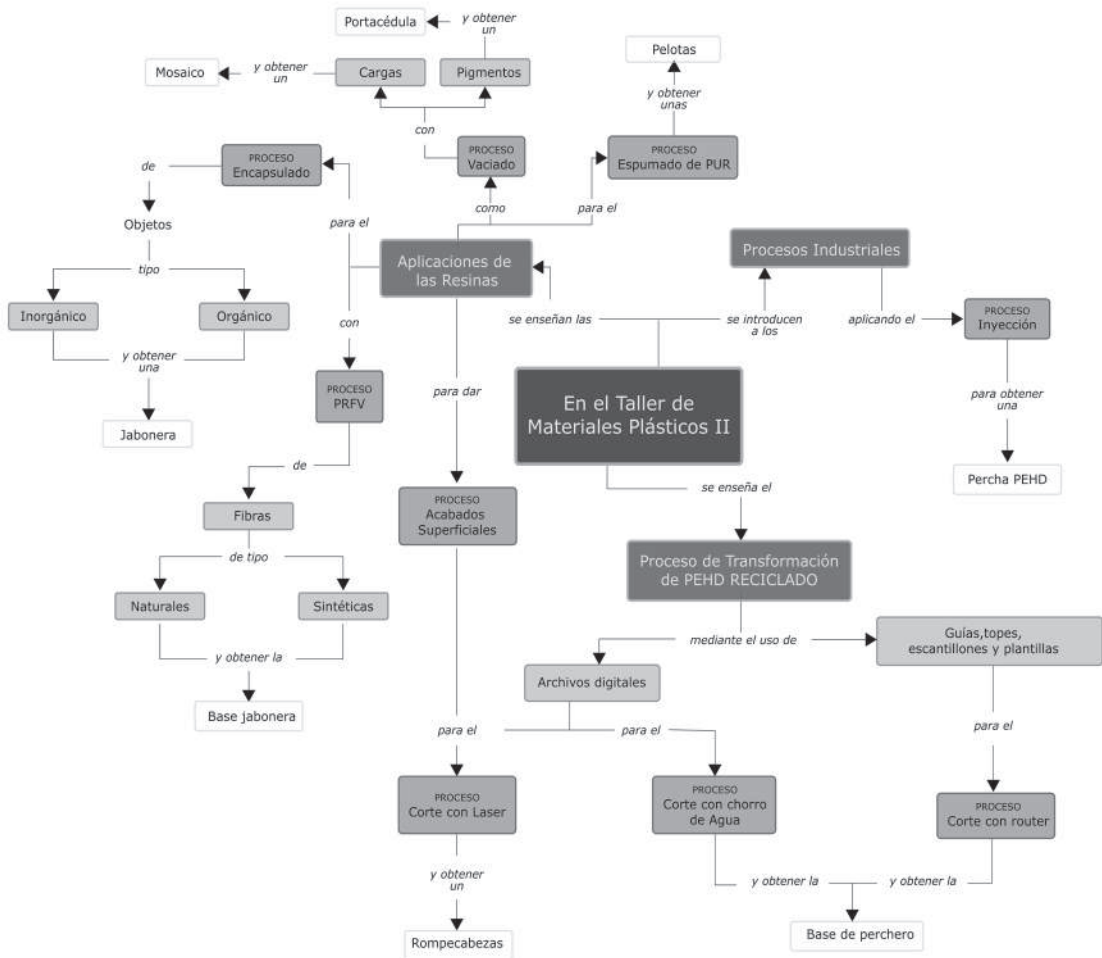 Portacédula
y obtener
un
Pelotas
Mosaico
y obtener
un
Cargas
Pigmentos
y obtener
unas
con
PROCESO
Encapsulado
PROCESO
Vaciado
PROCESO
Espumado de PUR
de
Objetos
para el
como
para el
Aplicaciones de
las Resinas
Procesos Industriales
tipo
Inorgánico
Orgánico
con
se enseñan las
se introducen
a los
aplicando el
PROCESO
Inyección
y obtener
una
PROCESO
PRFV
para dar
En el Taller de
Materiales Plásticos II
para obtener
una
Jabonera
de
Percha PEHD
se enseña el
Fibras
PROCESO
Acabados
Superficiales
de tipo
Proceso de Transformación
de PEHD RECICLADO
Naturales
Sintéticas
mediante el uso de
Guías,topes,
escantillones y plantillas
y obtener la
Archivos digitales
Base jabonera
para el
para el
para el
PROCESO
Corte con Laser
PROCESO
Corte con chorro
de Agua
PROCESO
Corte con router
y obtener
un
y obtener la
y obtener la
Rompecabezas
Base de perchero